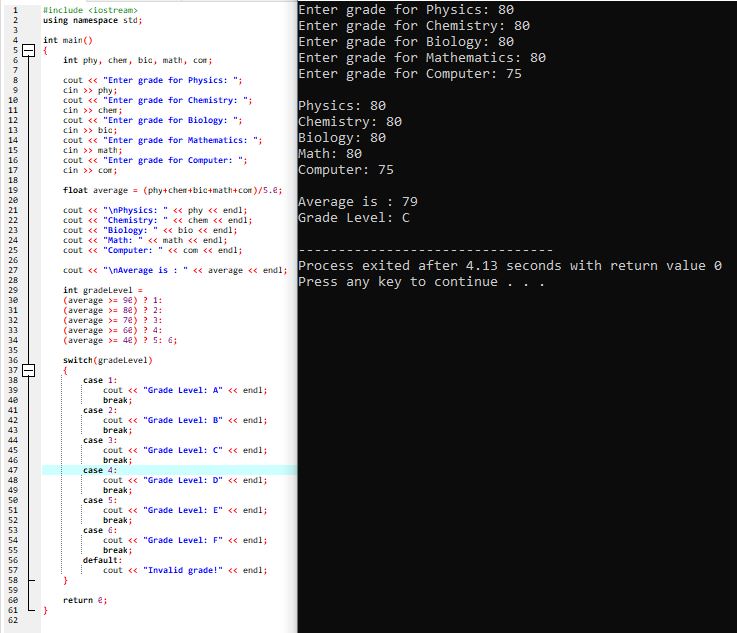 1 #include <iostream>
2 using namespace std;
3
4 int main()
5 {
6 int phy, chem, bio, math, com;
7
8 cout << "Enter grade for Physics: ";
9 cin >> phy;
10 cout << "Enter grade for Chemistry: ";
11 cin >> chem;
12 cout << "Enter grade for Biology: ";
13 cin >> bio;
14 cout << "Enter grade for Mathematics: ";
15 cin >> math;
16 cout << "Enter grade for Computer: ";
17 cin >> com;
18
19 float average = (phy+chem+bio+math+com)/5.0;
20
21 cout << "\nPhysics: " << phy << endl;
22 cout << "Chemistry: " << chem << endl;
23 cout << "Biology: " << bio << endl;
24 cout << "Math: " << math << endl;
25 cout << "Computer: " << com << endl;
26
27 cout << "\nAverage is : " << average << endl;
28
29 int gradeLevel =
30 (average >= 90) ? 1:
31 (average >= 80) ? 2:
32 (average >= 70) ? 3:
33 (average >= 60) ? 4:
34 (average >= 40) ? 5: 6;
35
36 switch(gradeLevel)
37 {
38 case 1:
39 cout << "Grade Level: A" << endl;
40 break;
41 case 2:
42 cout << "Grade Level: B" << endl;
43 break;
44 case 3:
45 cout << "Grade Level: C" << endl;
46 break;
47 case 4:
48 cout << "Grade Level: D" << endl;
49 break;
50 case 5:
51 cout << "Grade Level: E" << endl;
52 break;
53 case 6:
54 cout << "Grade Level: F" << endl;
55 break;
56 default:
57 cout << "Invalid grade!" << endl;
58 }
59
60 return 0;
61 }
62
Enter grade for Physics: 80
Enter grade for Chemistry: 80
Enter grade for Biology: 80
Enter grade for Mathematics: 80
Enter grade for Computer: 75
Physics: 80
Chemistry: 80
Biology: 80
Math: 80
Computer: 75
Average is : 79
Grade Level: C
--------------------------------
Process exited after 4.13 seconds with return value 0
Press any key to continue . . .